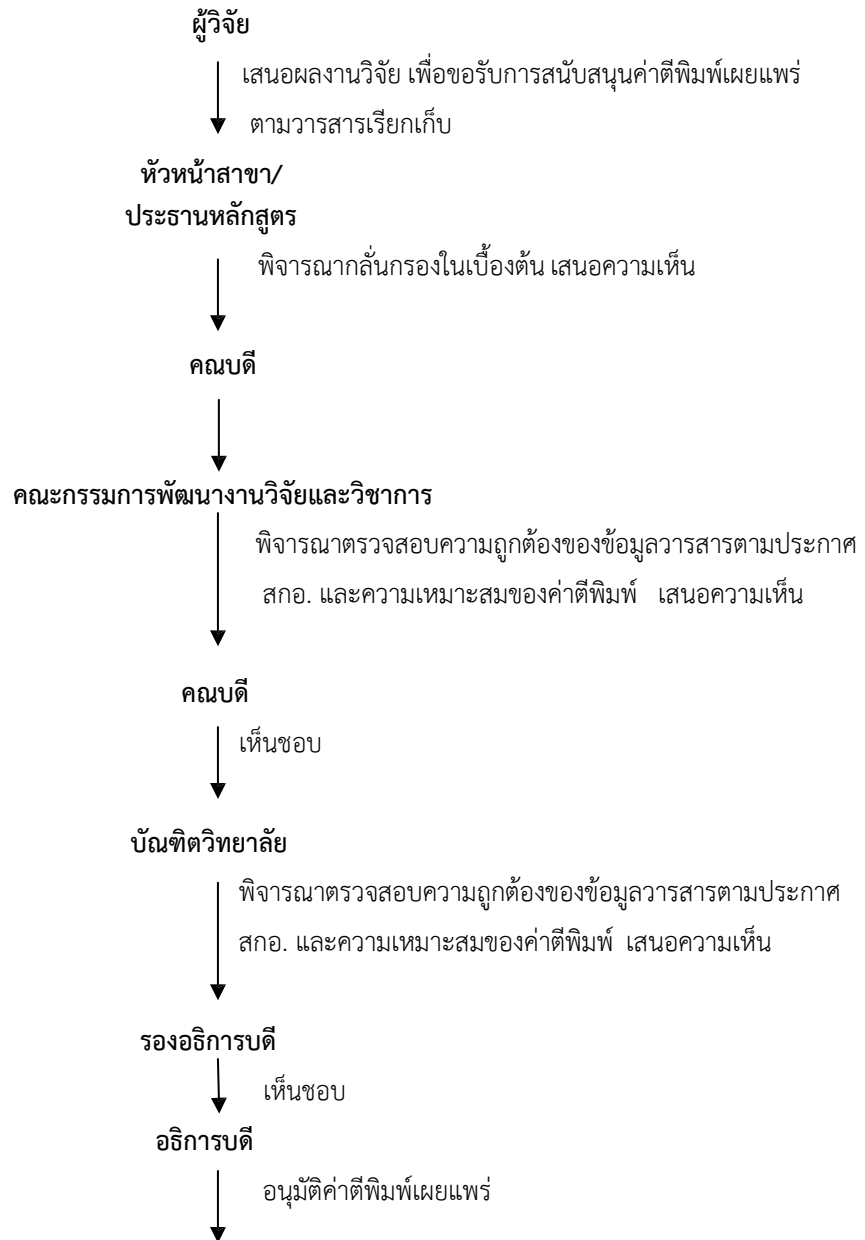 ผู้วิจัย
เสนอผลงานวิจัย เพื่อขอรับการสนับสนุนค่าตีพิมพ์เผยแพร่
ตามวารสารเรียกเก็บ
หัวหน้าสาขา/
ประธานหลักสูตร
พิจารณากลั่นกรองในเบื้องต้น เสนอความเห็น
คณบดี
คณะกรรมการพัฒนางานวิจัยและวิชาการ
พิจารณาตรวจสอบความถูกต้องของข้อมูลวารสารตามประกาศ
สกอ. และความเหมาะสมของค่าตีพิมพ์ เสนอความเห็น
คณบดี
เห็นชอบ
บัณฑิตวิทยาลัย
พิจารณาตรวจสอบความถูกต้องของข้อมูลวารสารตามประกาศ
สกอ. และความเหมาะสมของค่าตีพิมพ์ เสนอความเห็น
รองอธิการบดี
เห็นชอบ
อธิการบดี
อนุมัติค่าตีพิมพ์เผยแพร่